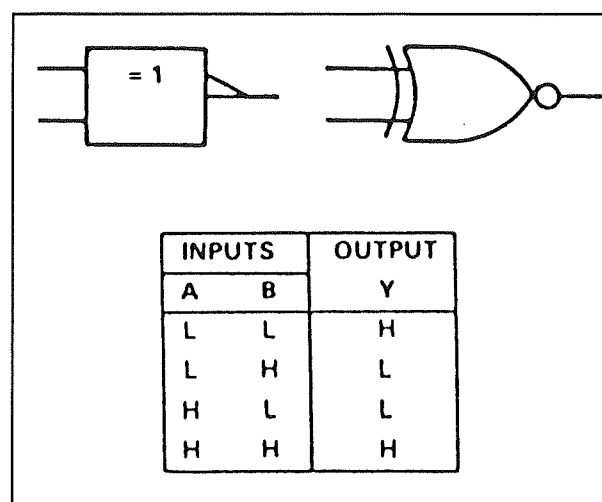 = 1
INPUTS OUTPUT
A B Y
L L H
L H L
H L L
H H H